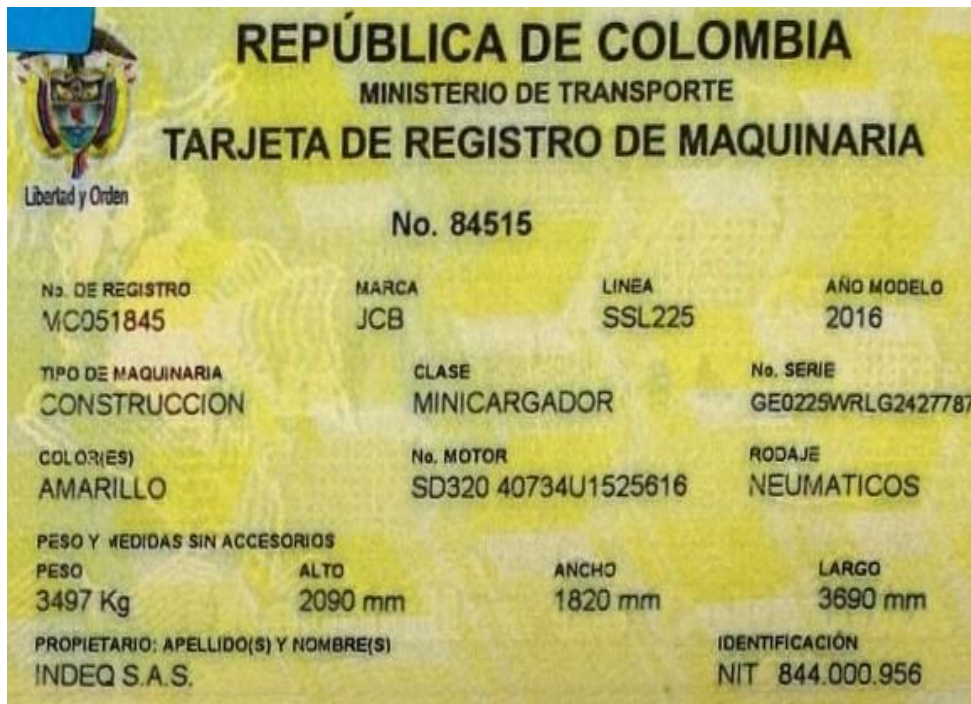 REPÚBLICA DE COLOMBIA
MINISTERIO DE TRANSPORTE
TARJETA DE REGISTRO DE MAQUINARIA
Libertad y Orden
No. 84515
No. DE REGISTRO MARCA LINEA AÑO MODELO
MC051845 JCB SSL225 2016
TIPO DE MAQUINARIA CLASE No. SERIE
CONSTRUCCION MINICARGADOR GE0225WRLG2427787
COLOR(ES) No. MOTOR RODAJE
AMARILLO SD320 40734U1525616 NEUMATICOS
PESO Y MEDIDAS SIN ACCESORIOS
PESO ALTO ANCHO LARGO
3497 Kg 2090 mm 1820 mm 3690 mm
PROPIETARIO: APELLIDO(S) Y NOMBRE(S) IDENTIFICACIÓN
INDEQ S.A.S. NIT 844.000.956